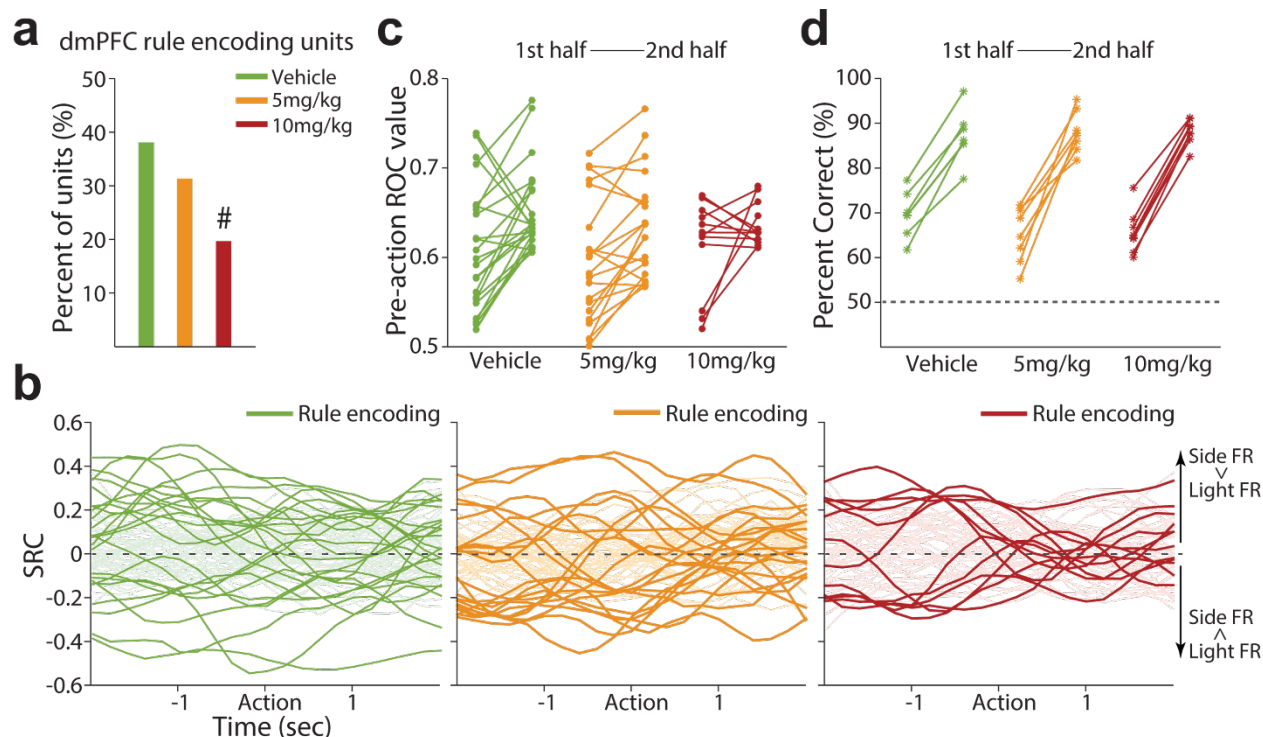 a
dmPFC rule encoding units
Vehicle
5mg/kg
10mg/kg
Percent of units (%)
50
40
30
20
10
#
c
1st half — 2nd half
Pre-action ROC value
0.8
0.7
0.6
0.5
Vehicle
5mg/kg
10mg/kg
d
1st half — 2nd half
Percent Correct (%)
100
90
80
70
60
50
Vehicle
5mg/kg
10mg/kg
b
Rule encoding
Rule encoding
Rule encoding
SRC
0.6
0.4
0.2
0
-0.2
-0.4
-0.6
-1 Action 1
-1 Action 1
-1 Action 1
Time (sec)
Side FR
>
Light FR
Side FR
<
Light FR